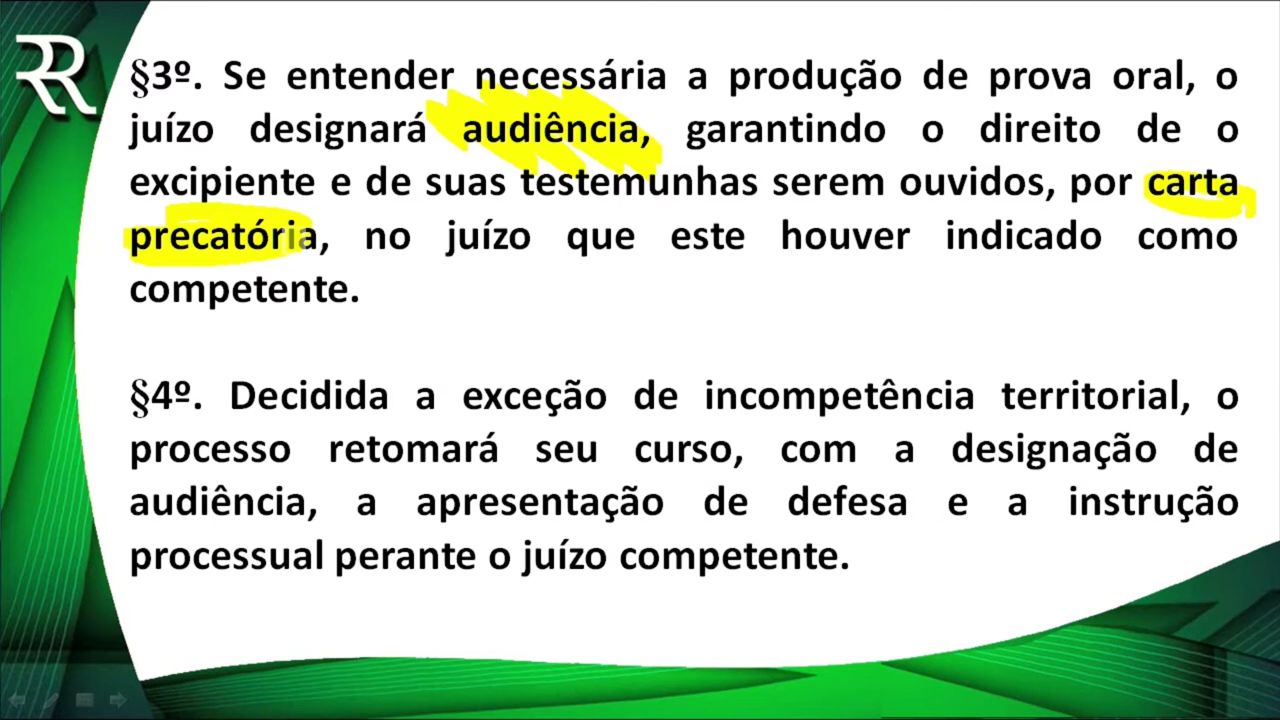 RR
§3º. Se entender necessária a produção de prova oral, o
juízo designará audiência, garantindo o direito de o
excipiente e de suas testemunhas serem ouvidos, por carta
precatória, no juízo que este houver indicado como
competente.
§4º. Decidida a exceção de incompetência territorial, o
processo retomará seu curso, com a designação de
audiência, a apresentação de defesa e a instrução
processual perante o juízo competente.